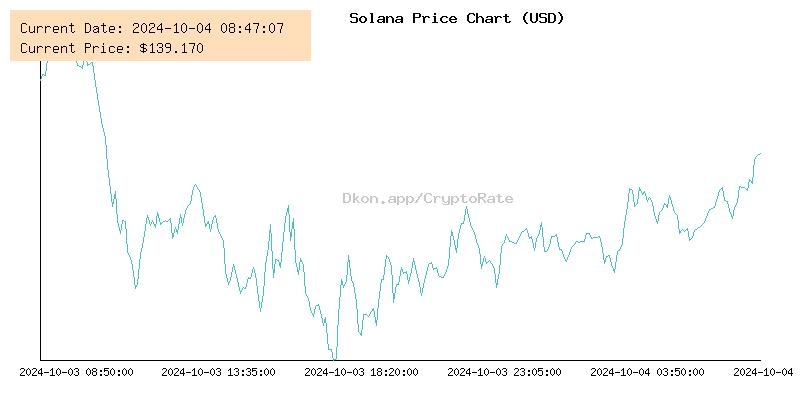 Solana Price Chart (USD)
Current Date: 2024-10-04 08:47:07
Current Price: $139.170
Dkon.app/CryptoRate
2024-10-03 08:50:00 2024-10-03 13:35:00 2024-10-03 18:20:00 2024-10-03 23:05:00 2024-10-04 03:50:00 2024-10-04